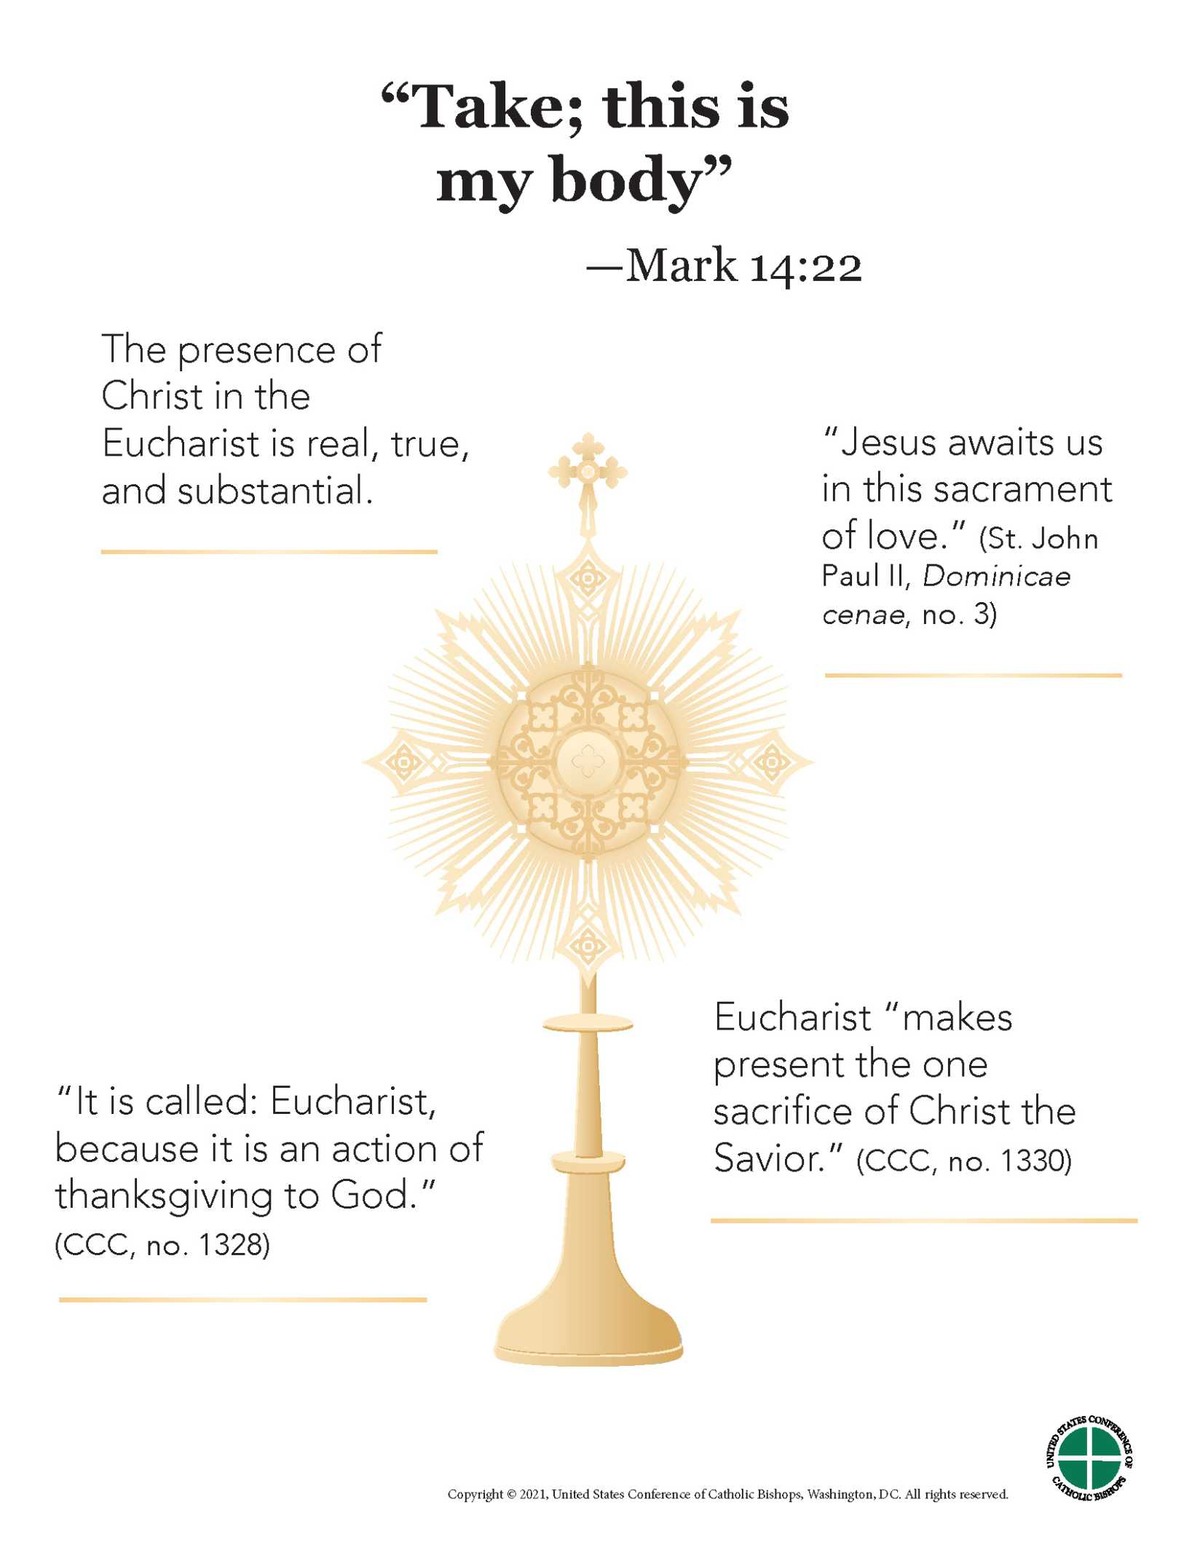 “Take; this is
my body”
—Mark 14:22
The presence of
Christ in the
Eucharist is real, true,
and substantial.
“Jesus awaits us
in this sacrament
of love.” (St. John
Paul II, Dominicae
cenae, no. 3)
Eucharist “makes
present the one
sacrifice of Christ the
Savior.” (CCC, no. 1330)
“It is called: Eucharist,
because it is an action of
thanksgiving to God.”
(CCC, no. 1328)
UNITED STATES CONFERENCE OF
CATHOLIC BISHOPS
Copyright © 2021, United States Conference of Catholic Bishops, Washington, DC. All rights reserved.